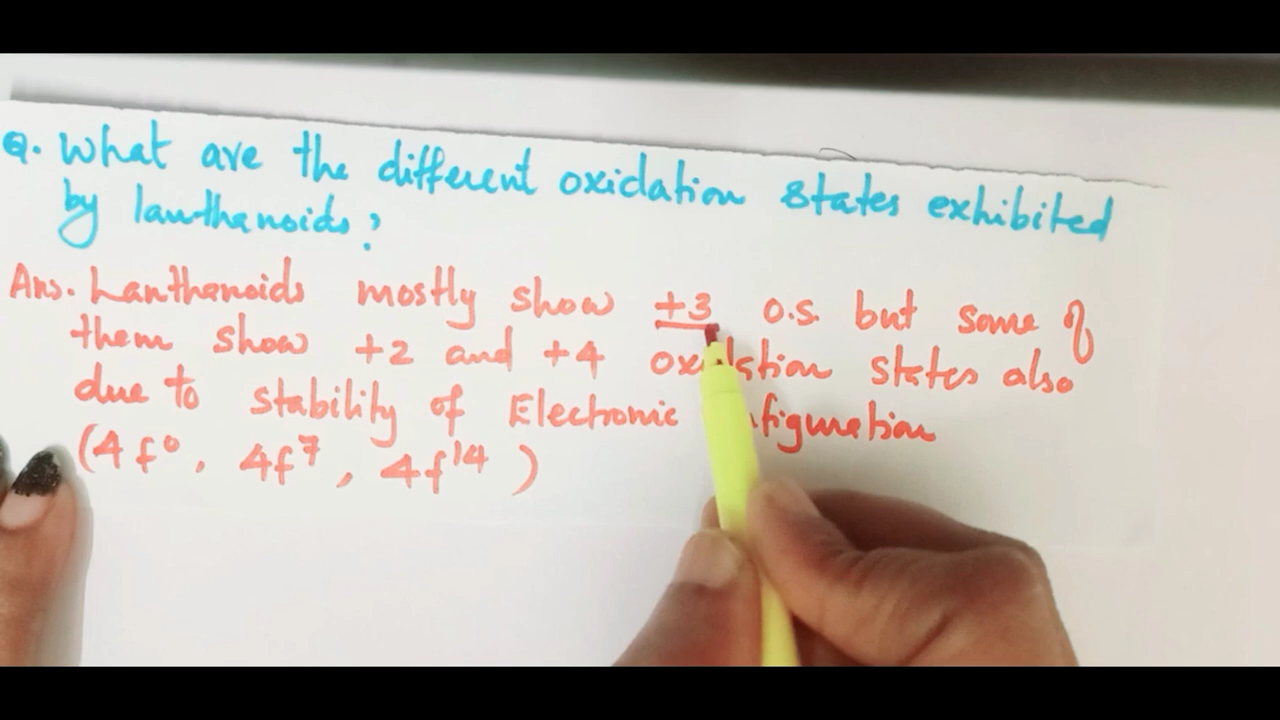 Q. What are the different oxidation states exhibited
by lanthanoids?
Ans. Lanthanoids mostly show +3 o.s. but some of
them show +2 and +4 oxidation states also
due to stability of Electronic
(4f⁰, 4f⁷, 4f¹⁴)